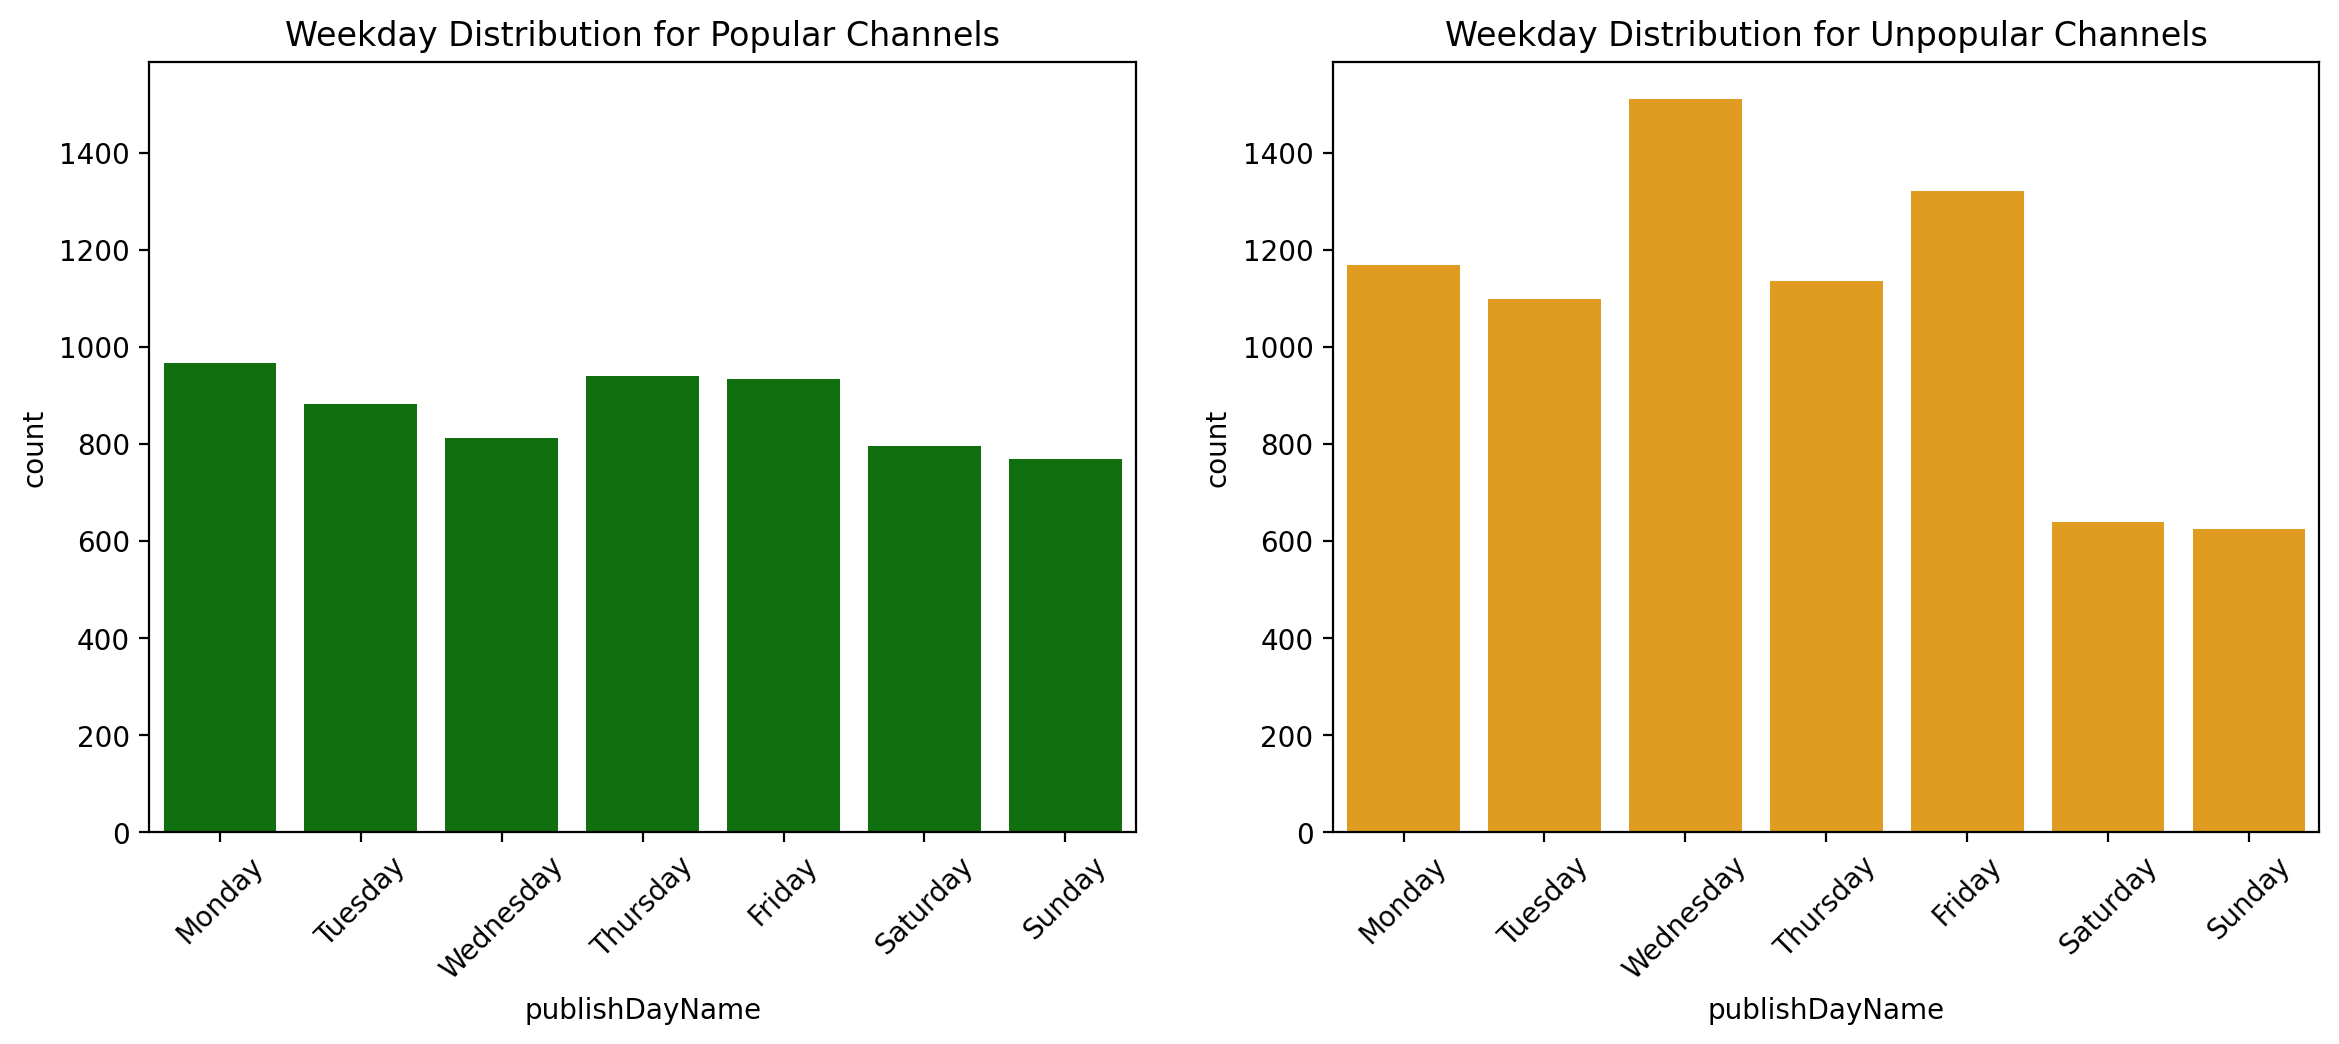 Weekday Distribution for Popular Channels
count
1400
1200
1000
800
600
400
200
0
Monday
Tuesday
Wednesday
Thursday
Friday
Saturday
Sunday
publishDayName
Weekday Distribution for Unpopular Channels
count
1400
1200
1000
800
600
400
200
0
Monday
Tuesday
Wednesday
Thursday
Friday
Saturday
Sunday
publishDayName